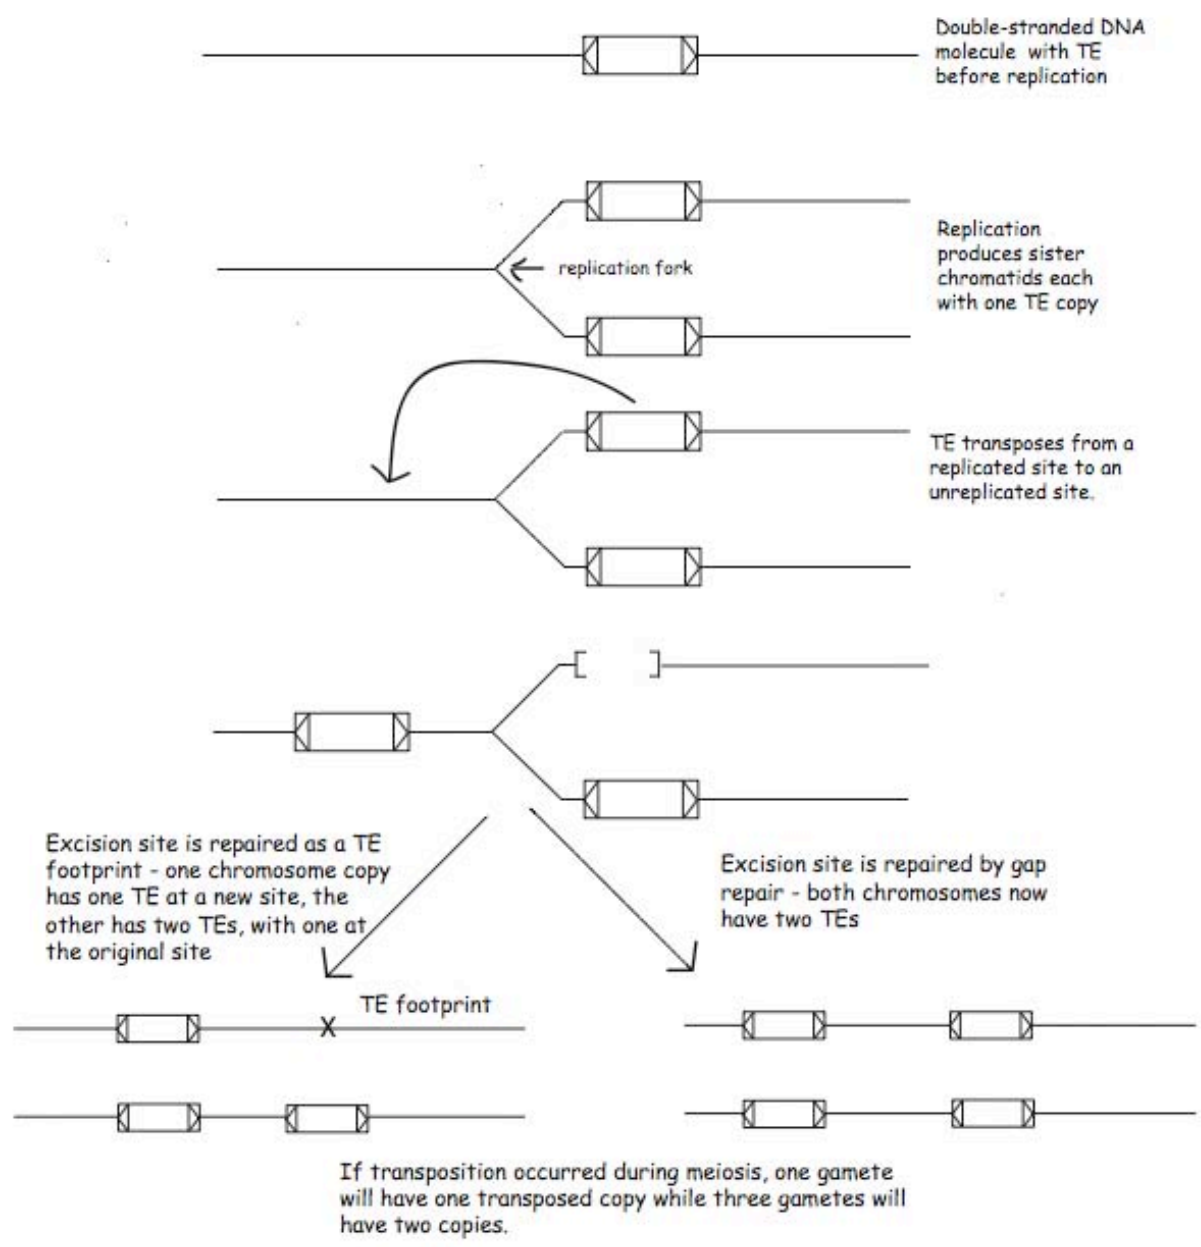 Double-stranded DNA
molecule with TE
before replication
Replication
produces sister
chromatids each
with one TE copy
replication fork
TE transposes from a
replicated site to an
unreplicated site.
Excision site is repaired as a TE
footprint - one chromosome copy
has one TE at a new site, the
other has two TEs, with one at
the original site
Excision site is repaired by gap
repair - both chromosomes now
have two TEs
TE footprint
X
If transposition occurred during meiosis, one gamete
will have one transposed copy while three gametes will
have two copies.